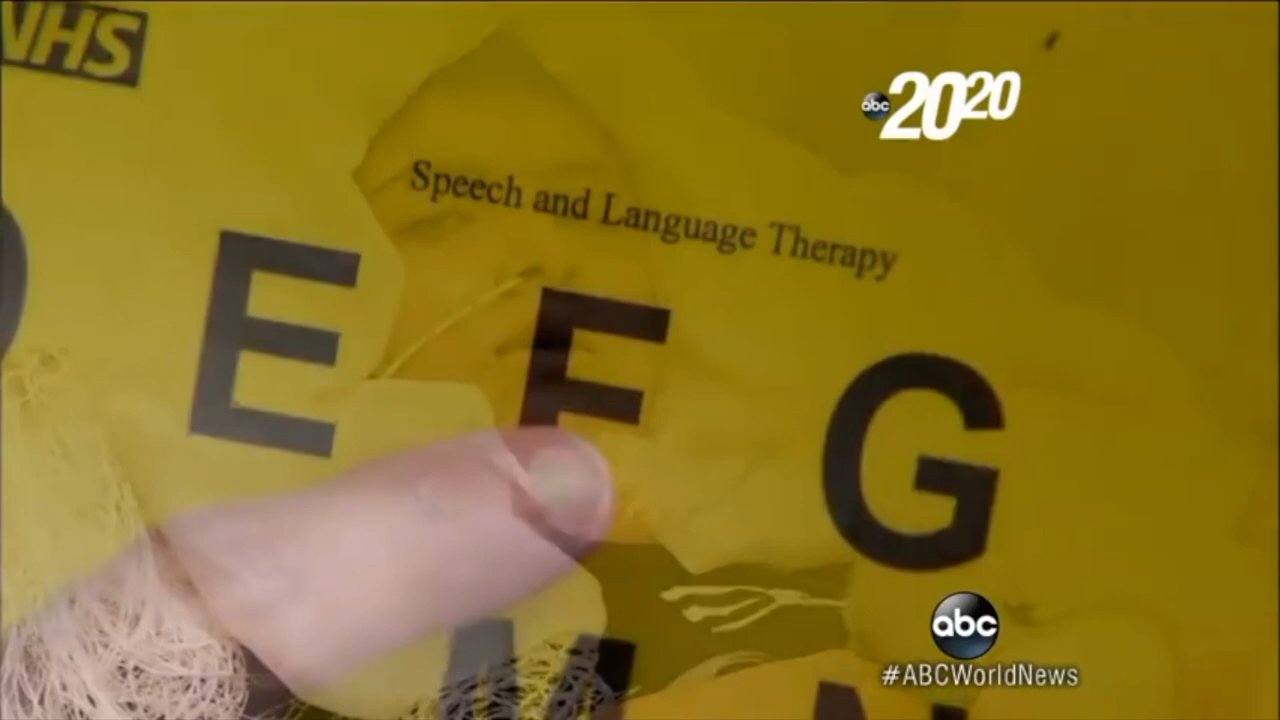 NHS
abc 20/20
Speech and Language Therapy
E F G
abc
#ABCWorldNews